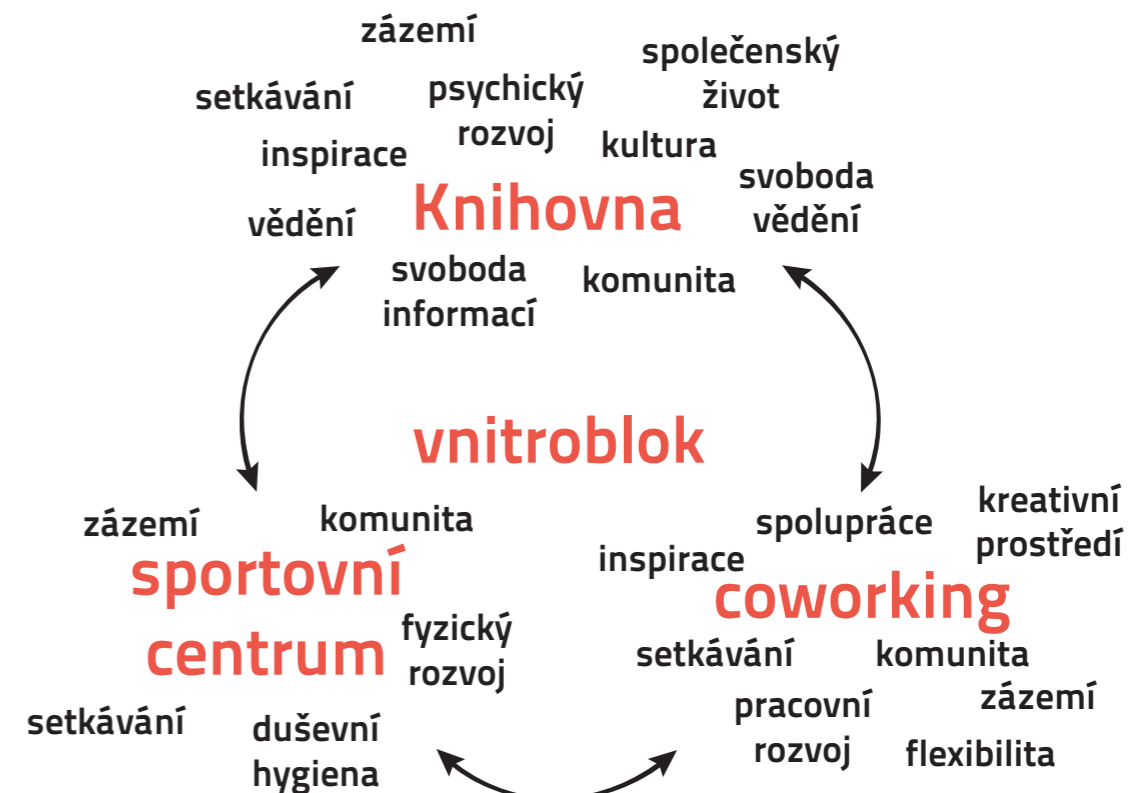 zázemí
společenský
život
setkávání
psychický
rozvoj
inspirace
kultura
svoboda
vědění
vědění
Knihovna
svoboda
informací
komunita
vnitroblok
zázemí
komunita
sportovní
centrum
fyzický
rozvoj
setkávání
duševní
hygiena
kreativní
prostředí
spolupráce
inspirace
coworking
setkávání
komunita
pracovní
rozvoj
zázemí
flexibilita